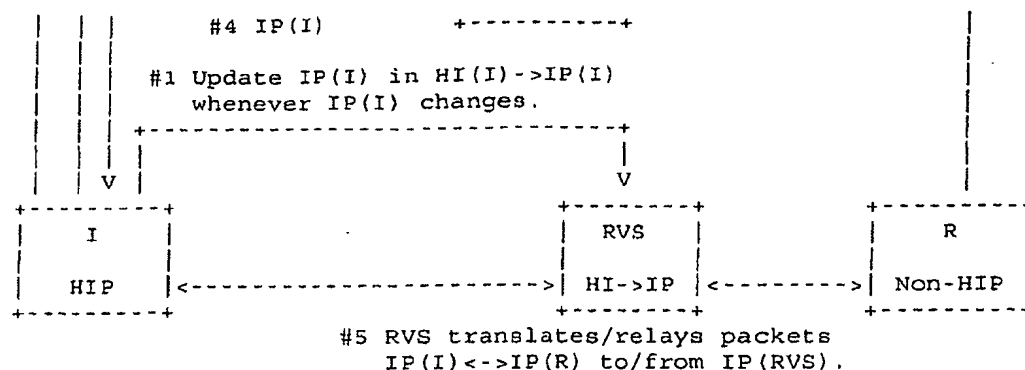 #4 IP(I)
#1 Update IP(I) in HI(I)->IP(I)
whenever IP(I) changes.
I RVS R
HIP HI->IP Non-HIP
#5 RVS translates/relays packets
IP(I)<->IP(R) to/from IP(RVS).